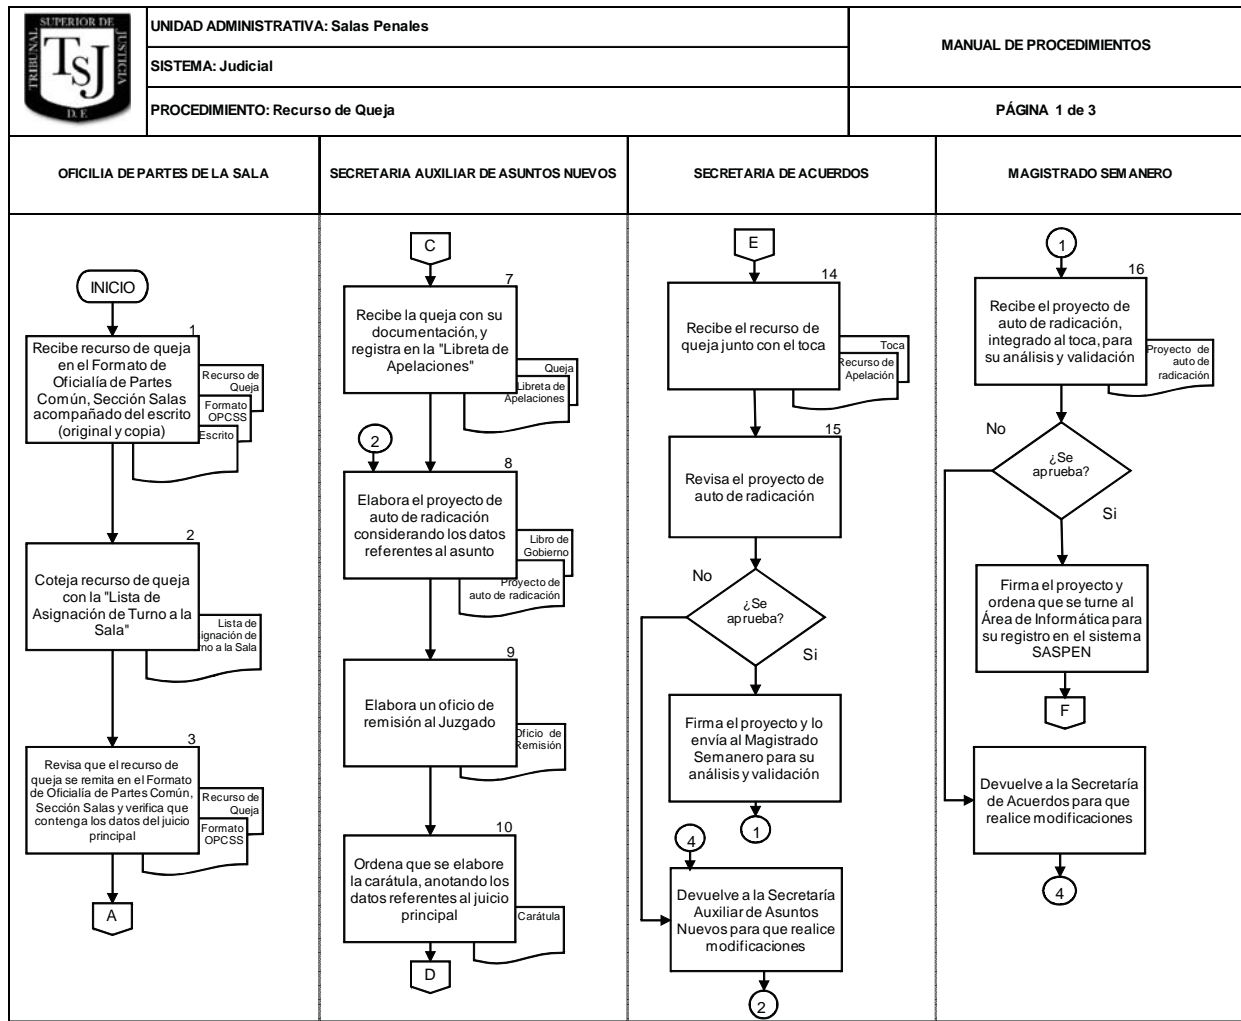 SUPERIOR DE
TRIBUNAL
JUSTICIA
TSJ
D.F.
UNIDAD ADMINISTRATIVA: Salas Penales
SISTEMA: Judicial
PROCEDIMIENTO: Recurso de Queja
MANUAL DE PROCEDIMIENTOS
PÁGINA 1 de 3
OFICILIA DE PARTES DE LA SALA
SECRETARIA AUXILIAR DE ASUNTOS NUEVOS
SECRETARIA DE ACUERDOS
MAGISTRADO SEMANERO
INICIO
1
Recibe recurso de queja
en el Formato de
Oficialía de Partes
Común, Sección Salas
acompañado del escrito
(original y copia)
Recurso de
Queja
Formato
OPCSS
Escrito
2
Coteja recurso de queja
con la "Lista de
Asignación de Turno a la
Sala"
Lista de
ignación de
no a la Sala
3
Revisa que el recurso de
queja se remita en el Formato
de Oficialía de Partes Común,
Sección Salas y verifica que
contenga los datos del juicio
principal
Recurso de
Queja
Formato
OPCSS
A
C
7
Recibe la queja con su
documentación, y
registra en la "Libreta de
Apelaciones"
Queja
Libreta de
Apelaciones
2
8
Elabora el proyecto de
auto de radicación
considerando los datos
referentes al asunto
Libro de
Gobierno
Proyecto de
auto de radicación
9
Elabora un oficio de
remisión al Juzgado
Oficio de
Remisión
10
Ordena que se elabore
la carátula, anotando los
datos referentes al juicio
principal
Carátula
D
E
14
Recibe el recurso de
queja junto con el toca
Toca
Recurso de
Apelación
15
Revisa el proyecto de
auto de radicación
No
¿Se
aprueba?
Si
Firma el proyecto y lo
envía al Magistrado
Semanero para su
análisis y validación
1
4
Devuelve a la Secretaría
Auxiliar de Asuntos
Nuevos para que realice
modificaciones
2
1
16
Recibe el proyecto de
auto de radicación,
integrado al toca, para
su análisis y validación
Proyecto de
auto de
radicación
No
¿Se
aprueba?
Si
Firma el proyecto y
ordena que se turne al
Área de Informática para
su registro en el sistema
SASPEN
F
Devuelve a la Secretaría
de Acuerdos para que
realice modificaciones
4